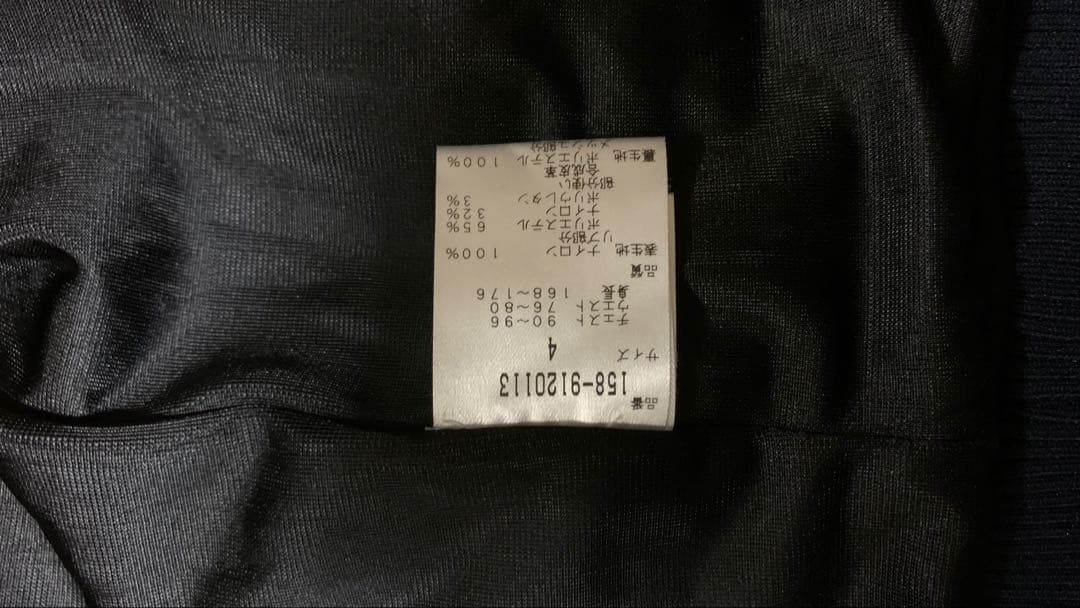 品番
158-9120113
サイズ
4
チェスト 90～96
ウエスト 76～80
身長 168～176
品質
表生地 ナイロン 100%
リブ部分
ポリエステル 65%
ナイロン 32%
ポリウレタン 3%
部分使い
合成皮革
裏生地 ポリエステル 100%
メッシュ部分